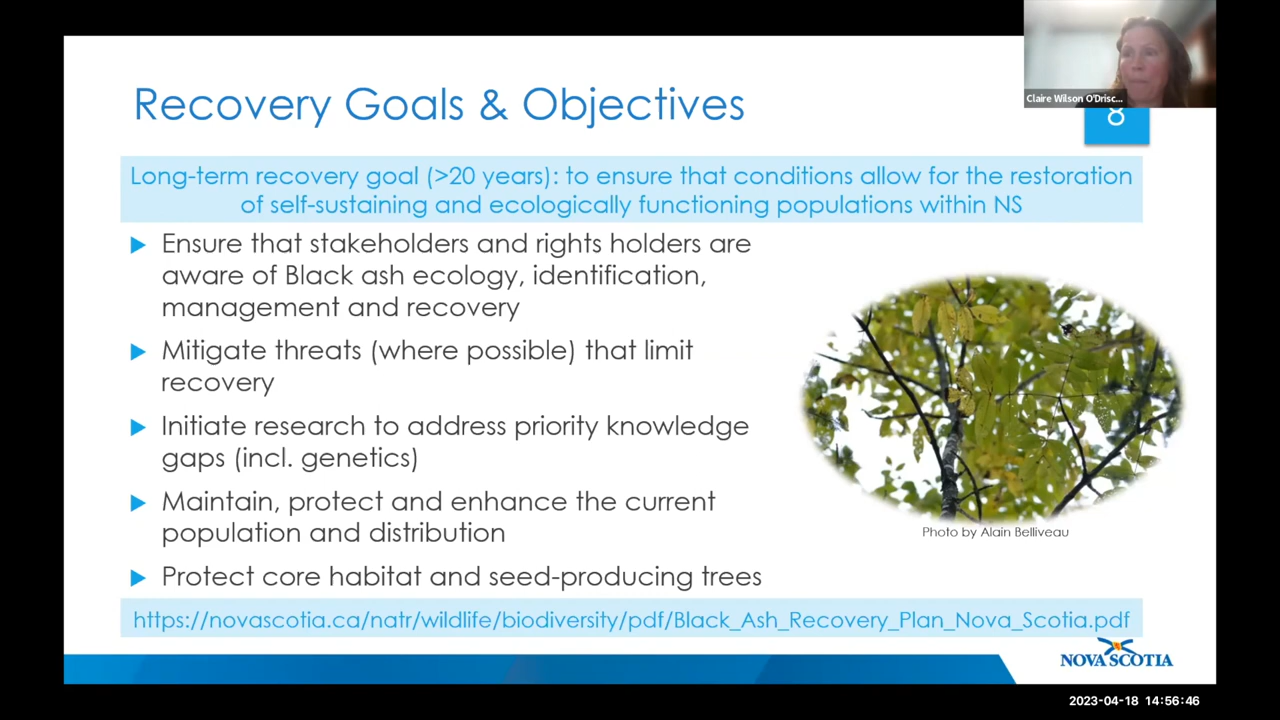 Claire Wilson O'Drisc...
Recovery Goals & Objectives
8
Long-term recovery goal (>20 years): to ensure that conditions allow for the restoration
of self-sustaining and ecologically functioning populations within NS
Ensure that stakeholders and rights holders are
aware of Black ash ecology, identification,
management and recovery
Mitigate threats (where possible) that limit
recovery
Initiate research to address priority knowledge
gaps (incl. genetics)
Maintain, protect and enhance the current
population and distribution
Protect core habitat and seed-producing trees
Photo by Alain Belliveau
https://novascotia.ca/natr/wildlife/biodiversity/pdf/Black_Ash_Recovery_Plan_Nova_Scotia.pdf
NOVA SCOTIA
2023-04-18 14:56:46